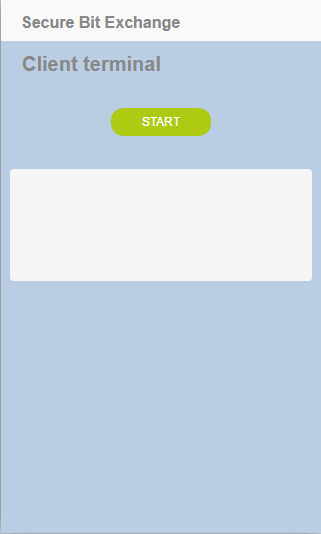 Secure Bit Exchange
Client terminal
START